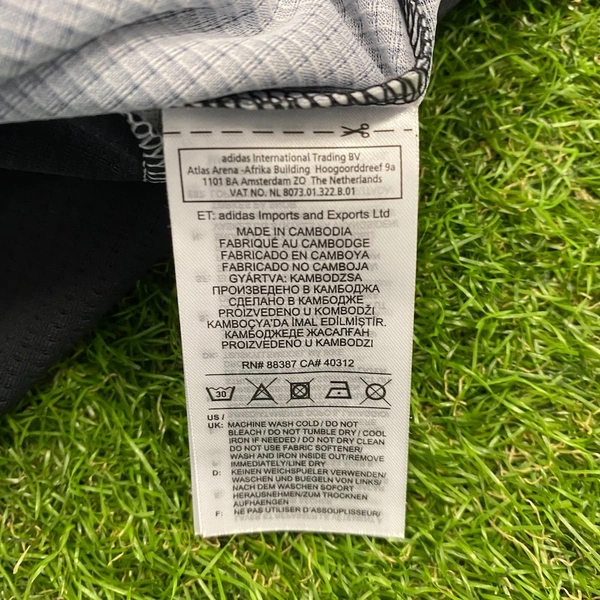 adidas International Trading BV
Atlas Arena -Afrika Building Hoogoorddreef 9a
1101 BA Amsterdam ZO The Netherlands
VAT NO. NL 8073.01.322.B.01
ET: adidas Imports and Exports Ltd
MADE IN CAMBODIA
FABRIQUÉ AU CAMBODGE
FABRICADO EN CAMBOYA
FABRICADO NO CAMBOJA
GYÁRTVA: KAMBODZSA
ПРОИЗВЕДЕНО В КАМБОДЖА
СДЕЛАНО В КАМБОДЖЕ
PROIZVEDENO U KOMBODŽI
KAMBOÇYA'DA İMAL EDİLMİŞTİR.
КАМБОДЖЕДЕ ЖАСАЛҒАН
PROIZVEDENO U KOMBODZI
RN# 88387 CA# 40312
30
US /
UK: MACHINE WASH COLD / DO NOT
BLEACH / DO NOT TUMBLE DRY / COOL
IRON IF NEEDED / DO NOT DRY CLEAN
DO NOT USE FABRIC SOFTENER/
WASH AND IRON INSIDE OUT/REMOVE
IMMEDIATELY/LINE DRY
D: KEINEN WEICHSPUELER VERWENDEN/
WASCHEN UND BUEGELN VON LINKS/
NACH DEM WASCHEN SOFORT
HERAUSNEHMEN/ZUM TROCKNEN
AUFHAENGEN
F: NE PAS UTILISER D'ASSOUPLISSEUR/